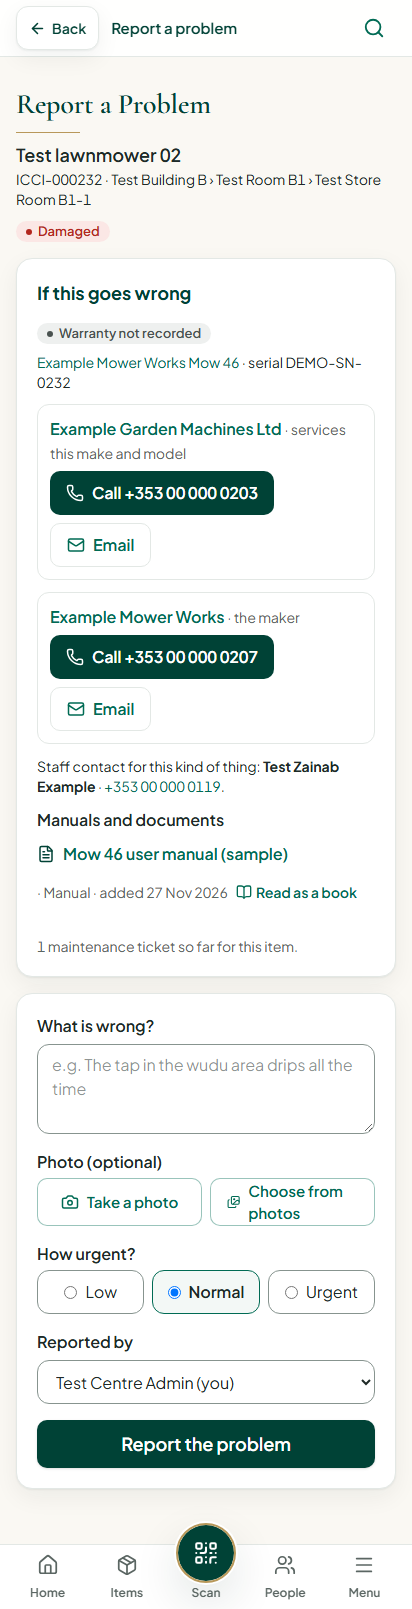 Back
Report a problem
Report a Problem
Test lawnmower 02
ICCI-000232 · Test Building B › Test Room B1 › Test Store
Room B1-1
Damaged
If this goes wrong
Warranty not recorded
Example Mower Works Mow 46 · serial DEMO-SN-
0232
Example Garden Machines Ltd · services
this make and model
Call +353 00 000 0203
Email
Example Mower Works · the maker
Call +353 00 000 0207
Email
Staff contact for this kind of thing: Test Zainab
Example · +353 00 000 0119.
Manuals and documents
Mow 46 user manual (sample)
· Manual · added 27 Nov 2026 Read as a book
1 maintenance ticket so far for this item.
What is wrong?
e.g. The tap in the wudu area drips all the
time
Photo (optional)
Take a photo
Choose from
photos
How urgent?
Low
Normal
Urgent
Reported by
Test Centre Admin (you)
Report the problem
Home
Items
Scan
People
Menu